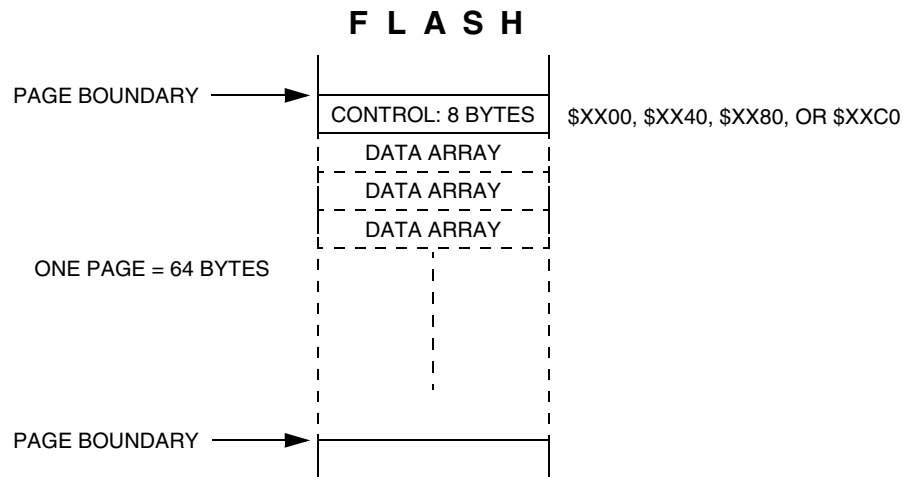 F L A S H
PAGE BOUNDARY
CONTROL: 8 BYTES
$XX00, $XX40, $XX80, OR $XXC0
DATA ARRAY
DATA ARRAY
DATA ARRAY
ONE PAGE = 64 BYTES
PAGE BOUNDARY